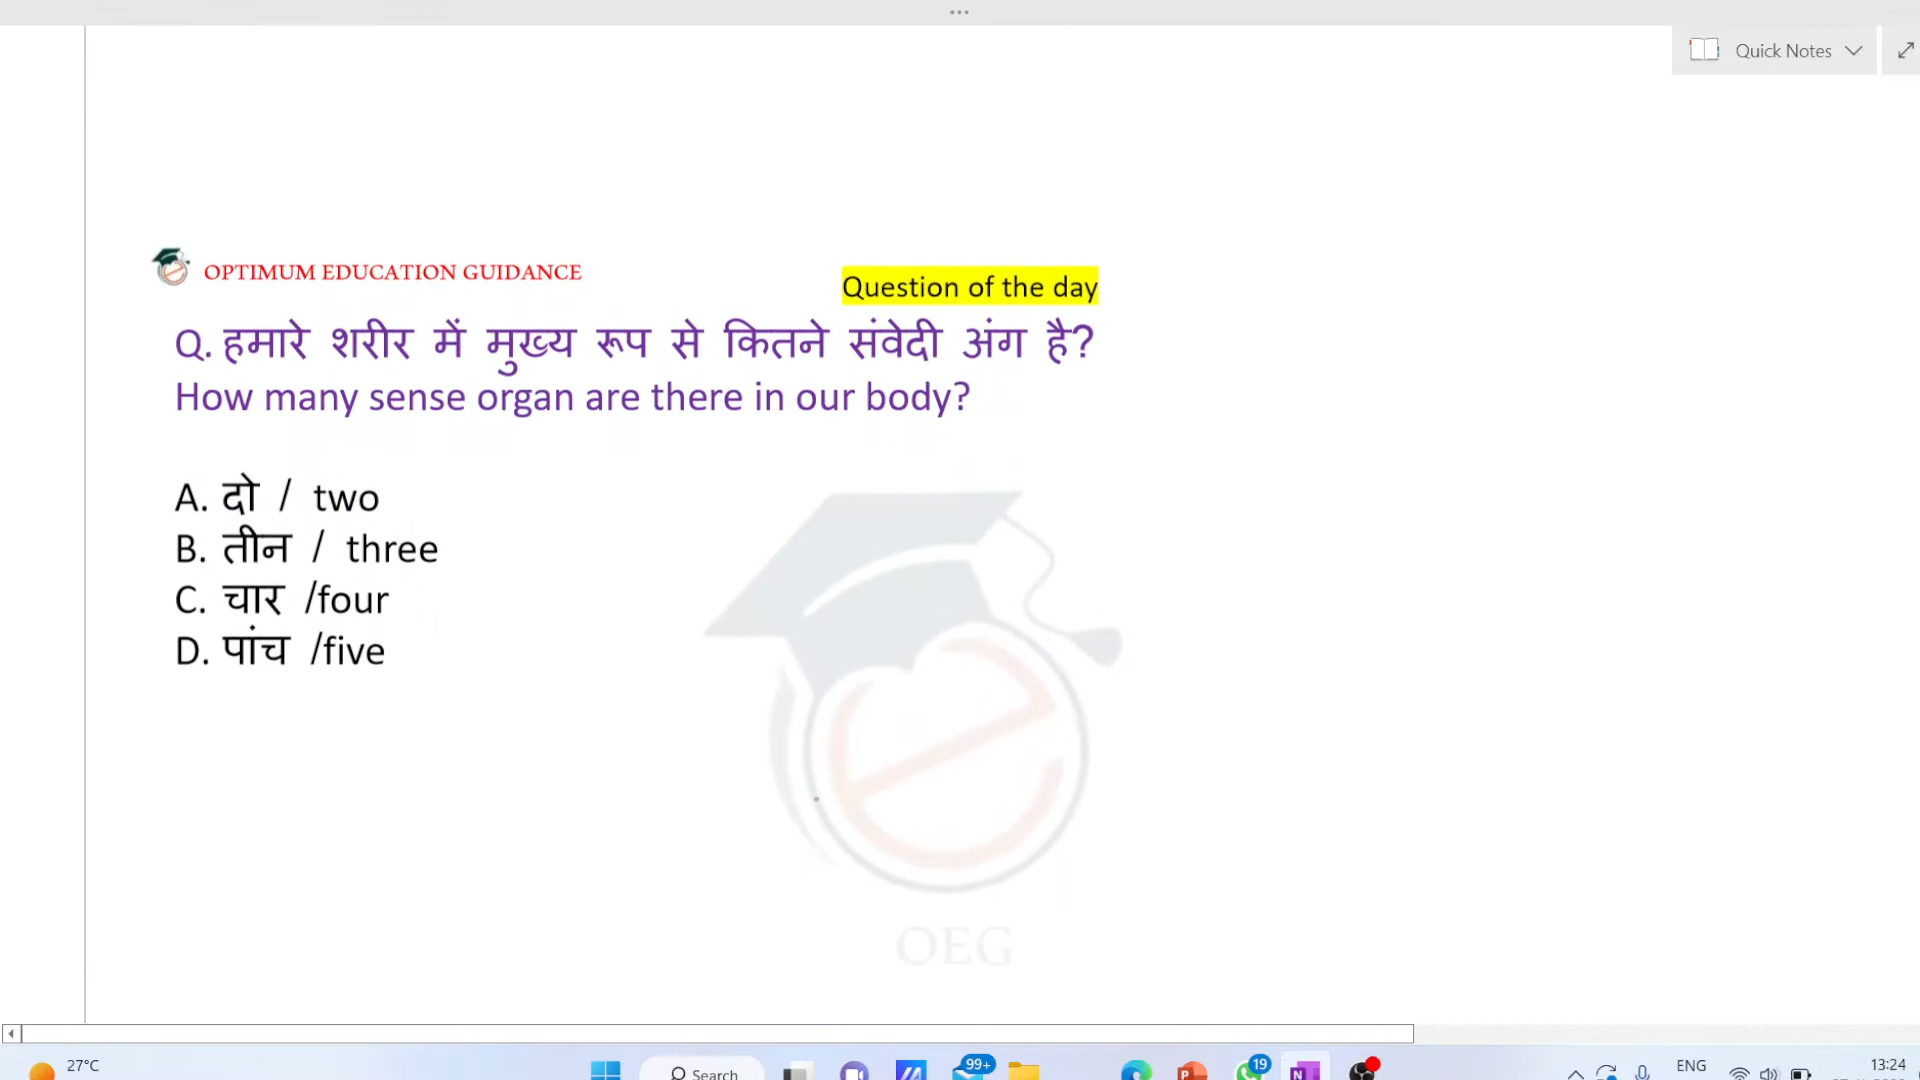 Quick Notes
OPTIMUM EDUCATION GUIDANCE
Question of the day
Q. हमारे शरीर में मुख्य रूप से कितने संवेदी अंग है?
How many sense organ are there in our body?
A. दो / two
B. तीन / three
C. चार /four
D. पांच /five
OEG
27°C
Search
99+
19
ENG
13:24